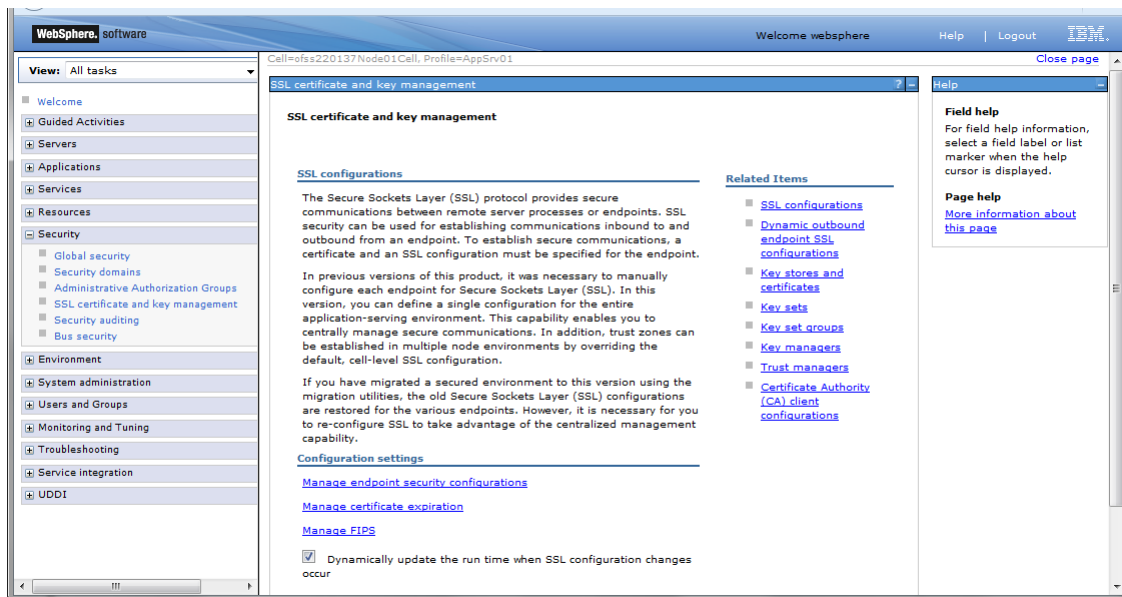 WebSphere. software
Welcome websphere
Help | Logout
IBM.
View: All tasks
Cell=ofss220137Node01Cell, Profile=AppSrv01
Close page
Welcome
Guided Activities
Servers
Applications
Services
Resources
Security
Global security
Security domains
Administrative Authorization Groups
SSL certificate and key management
Security auditing
Bus security
Environment
System administration
Users and Groups
Monitoring and Tuning
Troubleshooting
Service integration
UDDI
SSL certificate and key management
? –
SSL certificate and key management
SSL configurations
The Secure Sockets Layer (SSL) protocol provides secure
communications between remote server processes or endpoints. SSL
security can be used for establishing communications inbound to and
outbound from an endpoint. To establish secure communications, a
certificate and an SSL configuration must be specified for the endpoint.
In previous versions of this product, it was necessary to manually
configure each endpoint for Secure Sockets Layer (SSL). In this
version, you can define a single configuration for the entire
application-serving environment. This capability enables you to
centrally manage secure communications. In addition, trust zones can
be established in multiple node environments by overriding the
default, cell-level SSL configuration.
If you have migrated a secured environment to this version using the
migration utilities, the old Secure Sockets Layer (SSL) configurations
are restored for the various endpoints. However, it is necessary for you
to re-configure SSL to take advantage of the centralized management
capability.
Configuration settings
Manage endpoint security configurations
Manage certificate expiration
Manage FIPS
Dynamically update the run time when SSL configuration changes
occur
Related Items
SSL configurations
Dynamic outbound
endpoint SSL
configurations
Key stores and
certificates
Key sets
Key set groups
Key managers
Trust managers
Certificate Authority
(CA) client
configurations
Help
–
Field help
For field help information,
select a field label or list
marker when the help
cursor is displayed.
Page help
More information about
this page